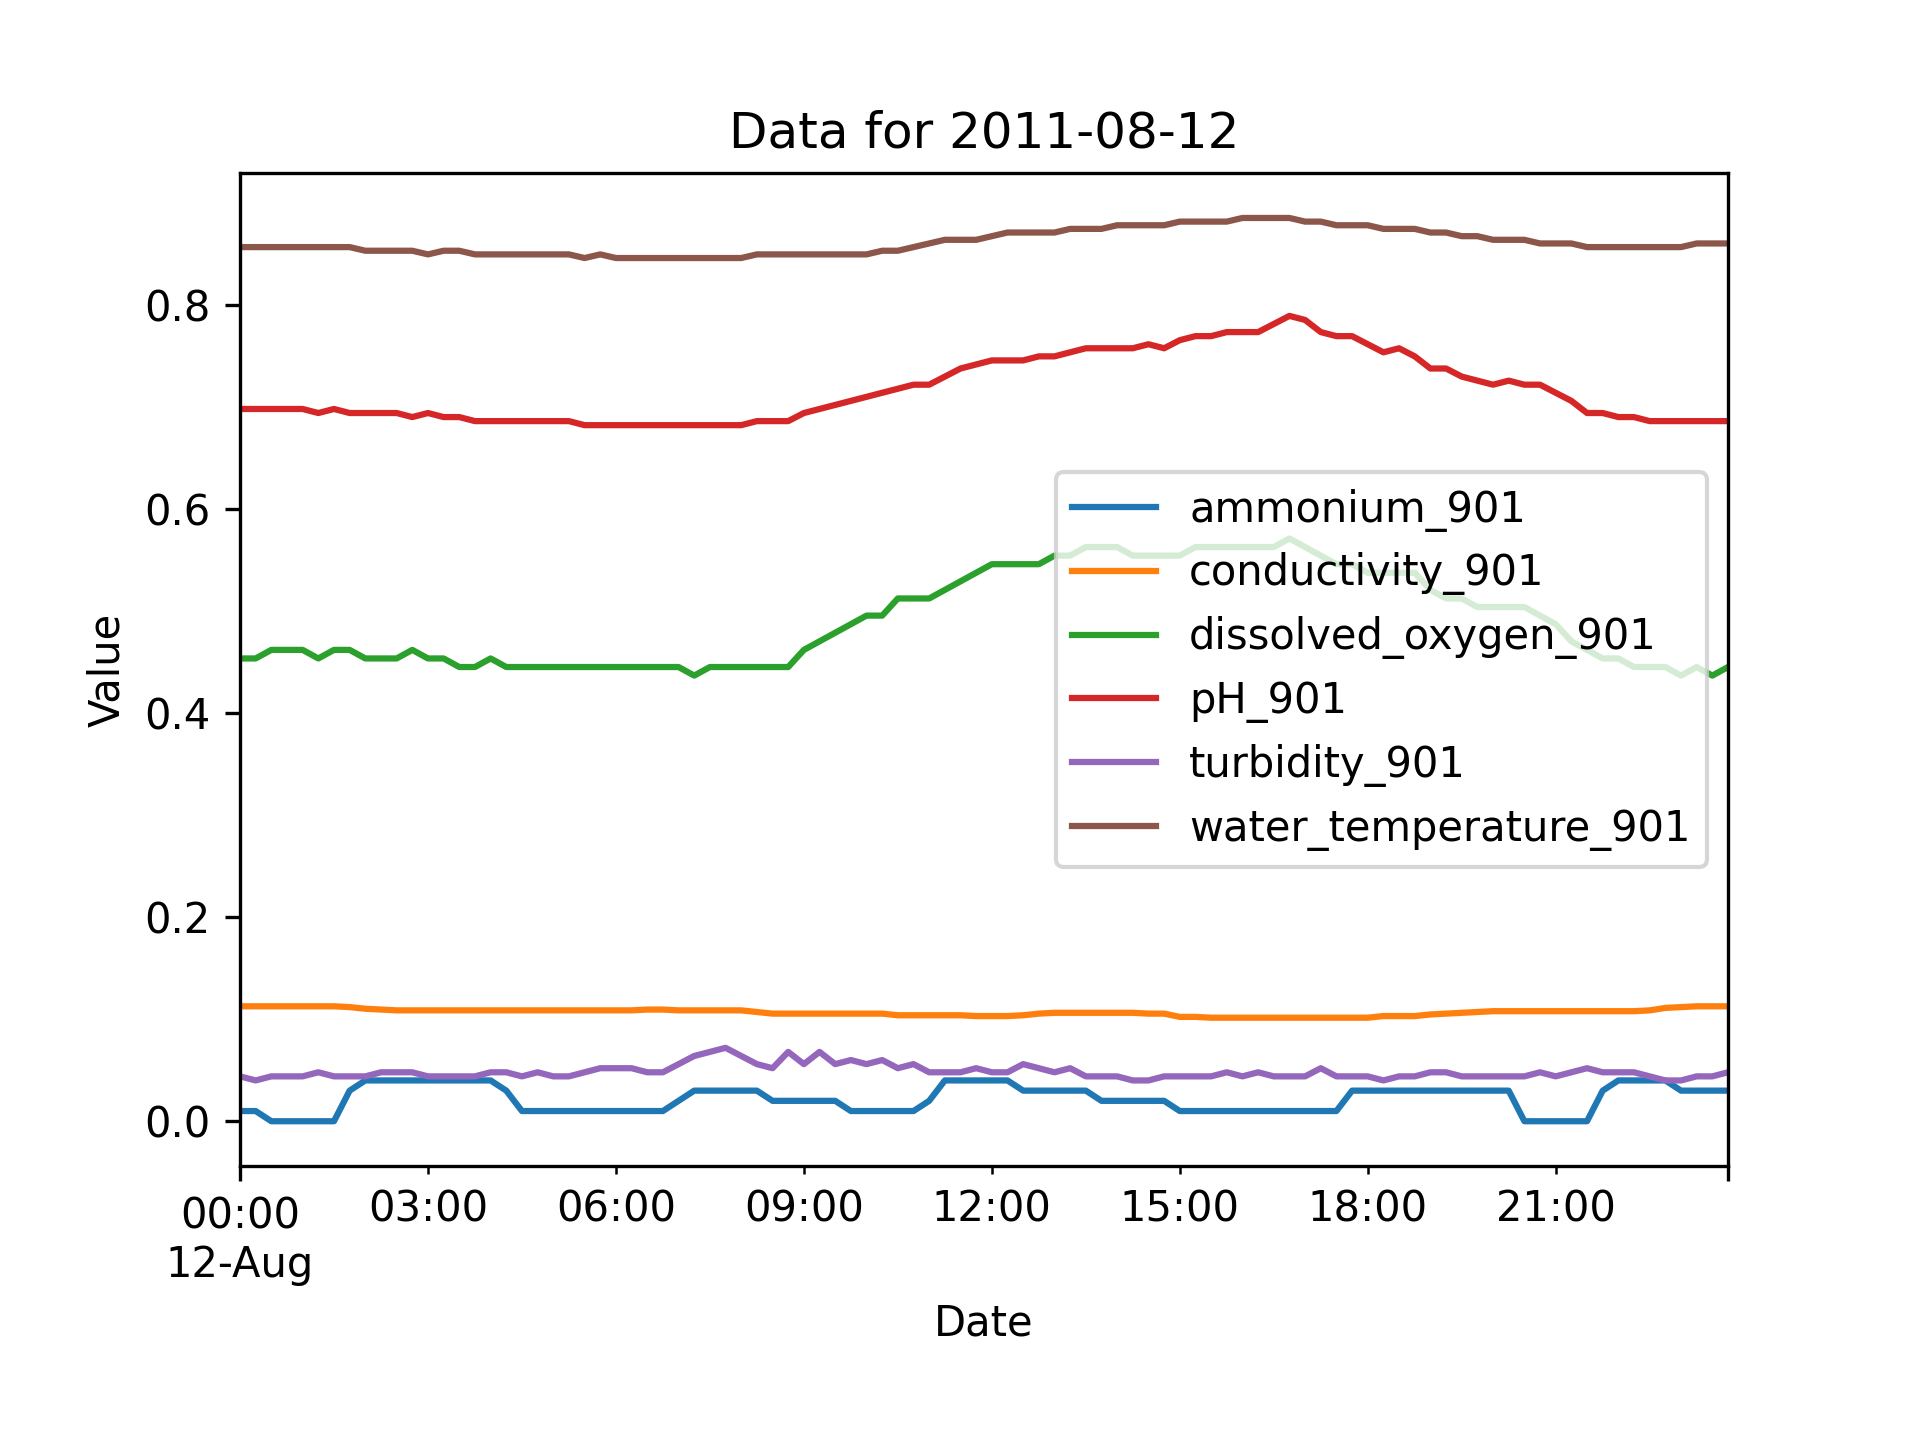 Data for 2011-08-12
Value
0.8
0.6
0.4
0.2
0.0
ammonium_901
conductivity_901
dissolved_oxygen_901
pH_901
turbidity_901
water_temperature_901
00:00 03:00 06:00 09:00 12:00 15:00 18:00 21:00
12-Aug
Date